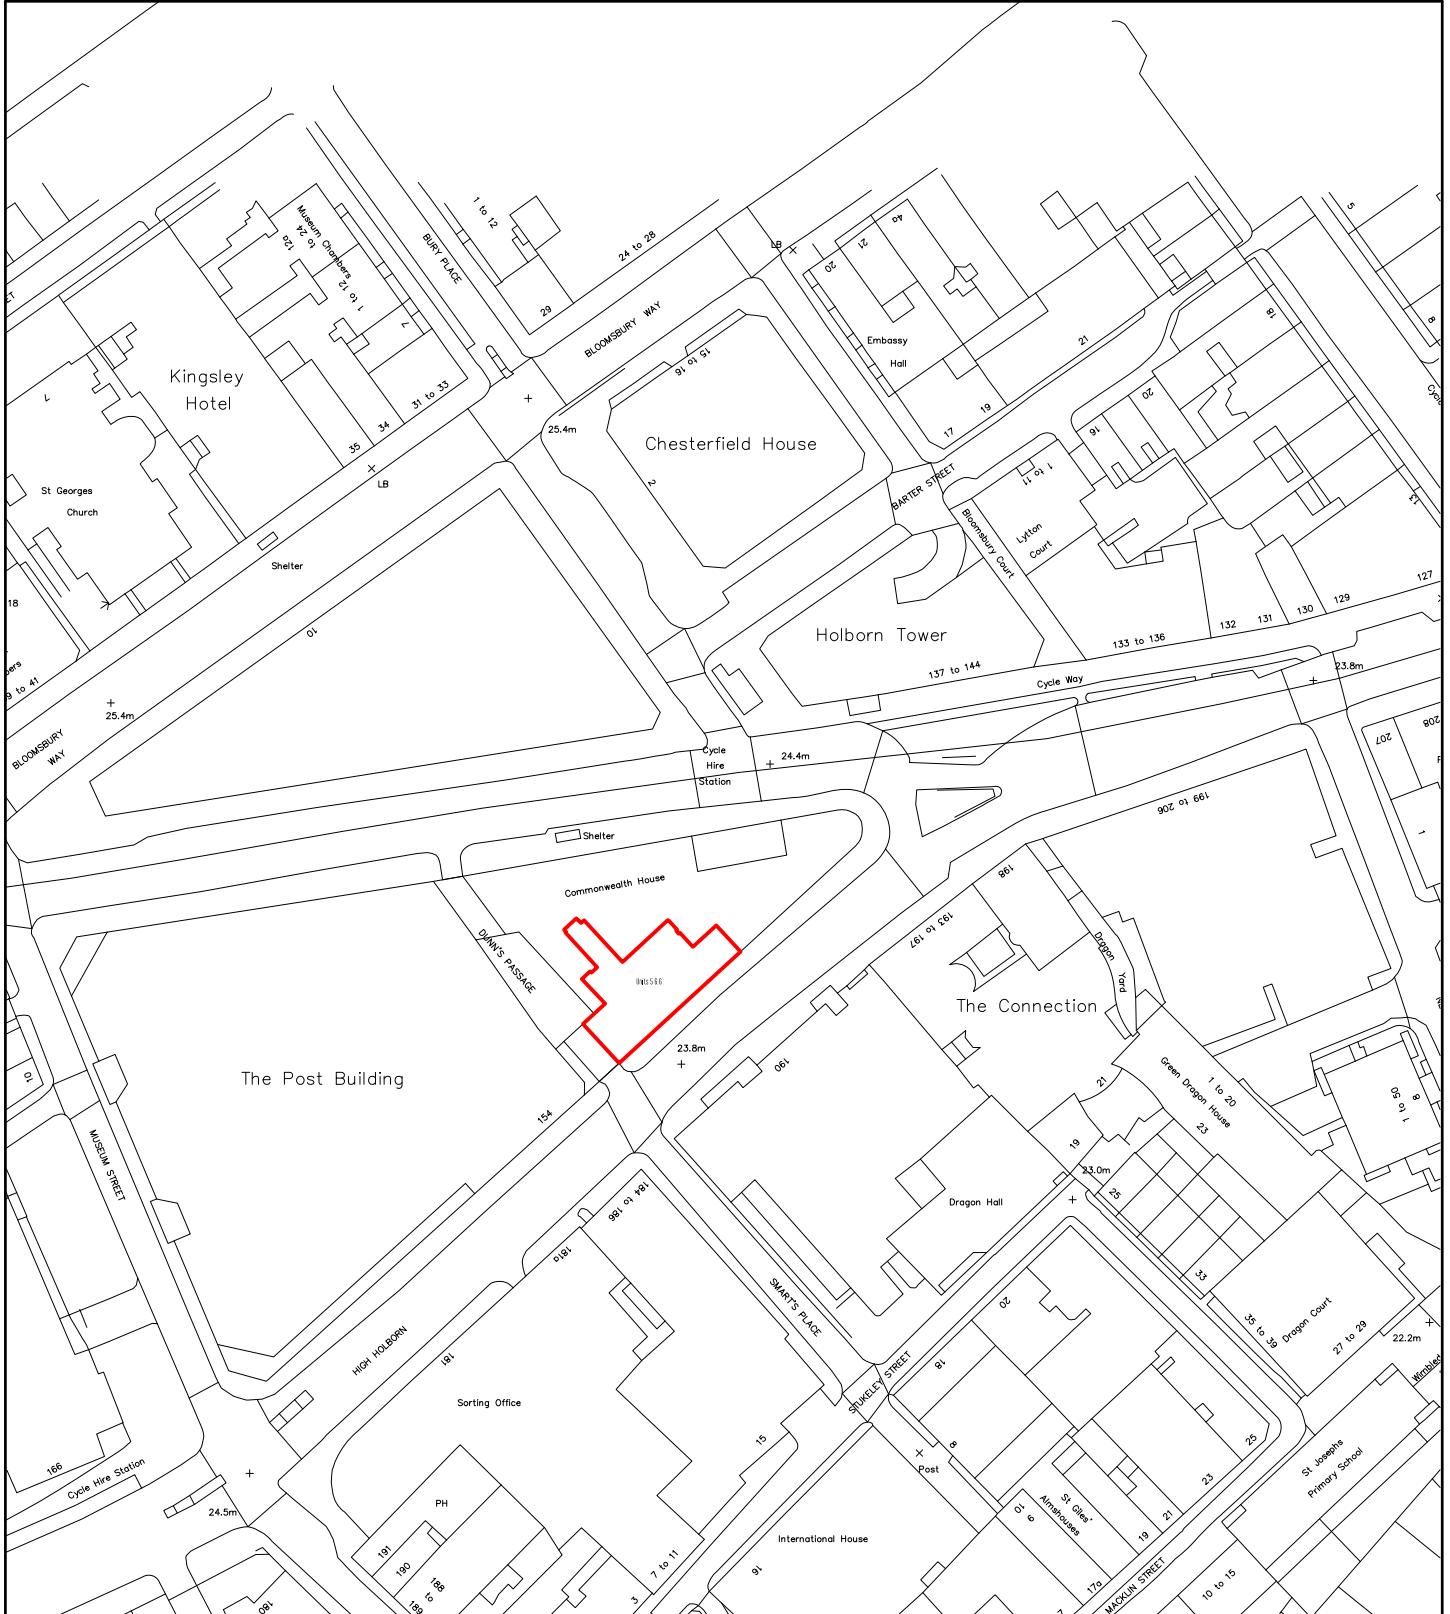 1 to 12
BURY PLACE
24 to 28
29
BLOOMSBURY WAY
Museum Chambers
1 to 12
12a to 24
7
Kingsley
Hotel
31 to 33
34
35
LB
7
St Georges
Church
Shelter
18
10
LB
20
21
4a
Embassy
Hall
17
19
21
5
8
18
20
16
13
15 to 16
25.4m
Chesterfield House
2
BARTER STREET
Bloomsbury Court
1 to 11
Lytton
Court
Holborn Tower
137 to 144
133 to 136
132
131
130
129
127
Cycle Way
23.8m
25.4m
BLOOMSBURY
WAY
Cycle
Hire
Station
24.4m
Shelter
Commonwealth House
DUNN'S PASSAGE
Units 5 & 6
23.8m
207
208
199 to 206
198
193 to 197
Dragon
Yard
The Connection
190
The Post Building
154
10
MUSEUM STREET
21
19
Green Dragon House
1 to 20
23
8
1 to 50
1
23.0m
25
33
Dragon Hall
184 to 186
181a
181
SMART'S PLACE
HIGH HOLBORN
Sorting Office
STUKELEY STREET
20
18
8
35 to 39
Dragon Court
27 to 29
22.2m
166
Cycle Hire Station
24.5m
PH
191
190
188
to
189
180
15
7 to 11
3
Post
International House
16
10
9
St Giles'
Almshouses
17a
19
21
23
25
St Josephs
Primary School
MACKLIN STREET
10 to 15